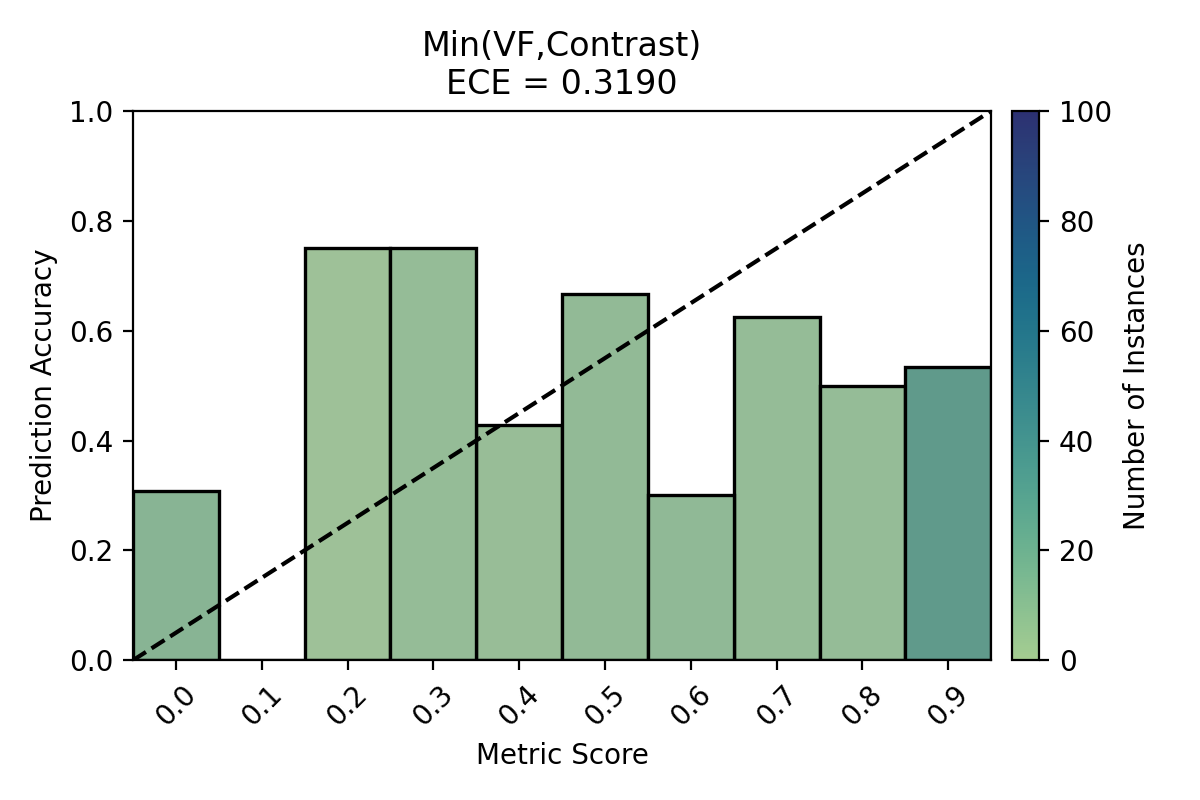 Min(VF,Contrast)
ECE = 0.3190
1.0
0.8
0.6
0.4
0.2
0.0
Prediction Accuracy
0.0 0.1 0.2 0.3 0.4 0.5 0.6 0.7 0.8 0.9
Metric Score
100
80
60
40
20
0
Number of Instances